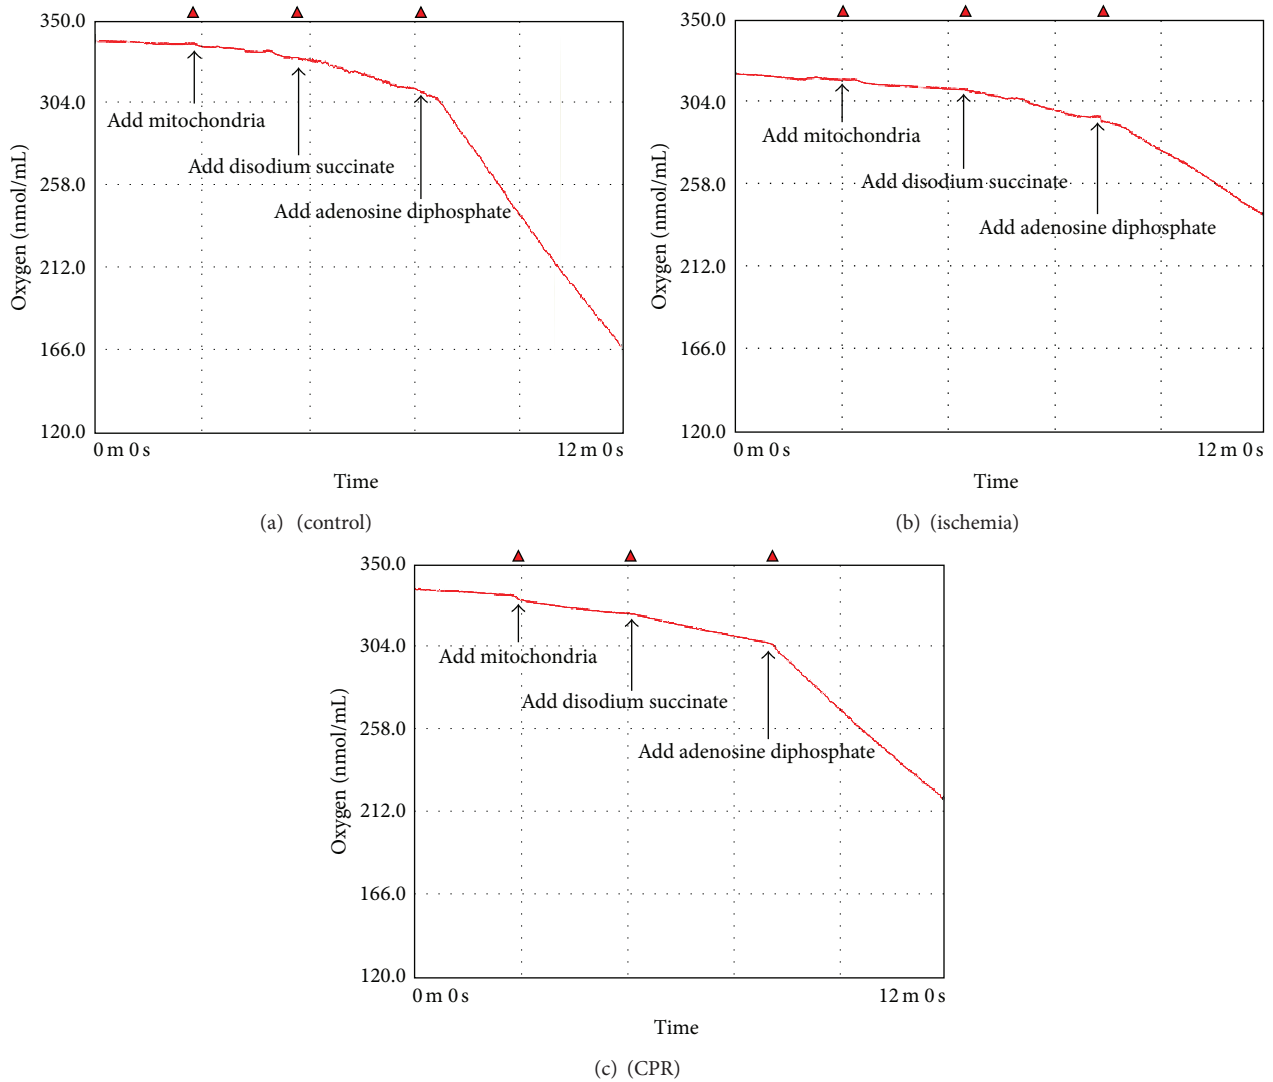 350.0
304.0
258.0
212.0
166.0
120.0
Oxygen (nmol/mL)
Add mitochondria
Add disodium succinate
Add adenosine diphosphate
0 m 0 s
12 m 0 s
Time
(a) (control)
350.0
304.0
258.0
212.0
166.0
120.0
Oxygen (nmol/mL)
Add mitochondria
Add disodium succinate
Add adenosine diphosphate
0 m 0 s
12 m 0 s
Time
(b) (ischemia)
350.0
304.0
258.0
212.0
166.0
120.0
Oxygen (nmol/mL)
Add mitochondria
Add disodium succinate
Add adenosine diphosphate
0 m 0 s
12 m 0 s
Time
(c) (CPR)